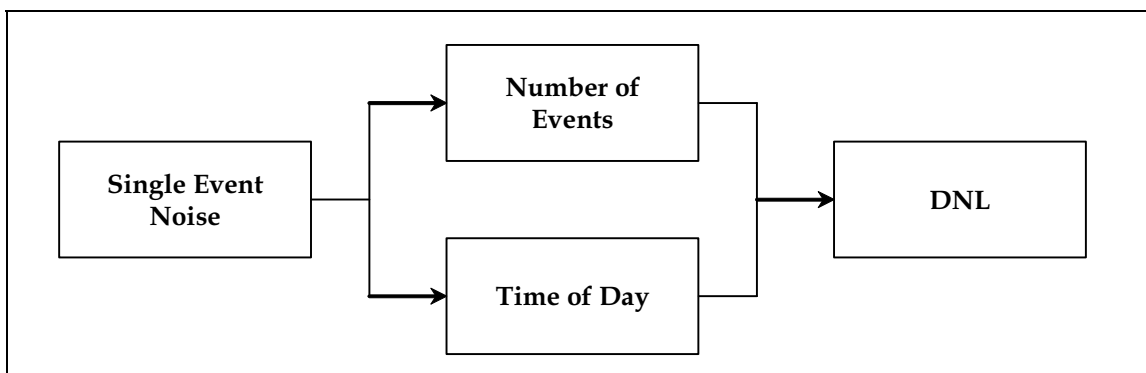 Number of
Events
Single Event
Noise
DNL
Time of Day